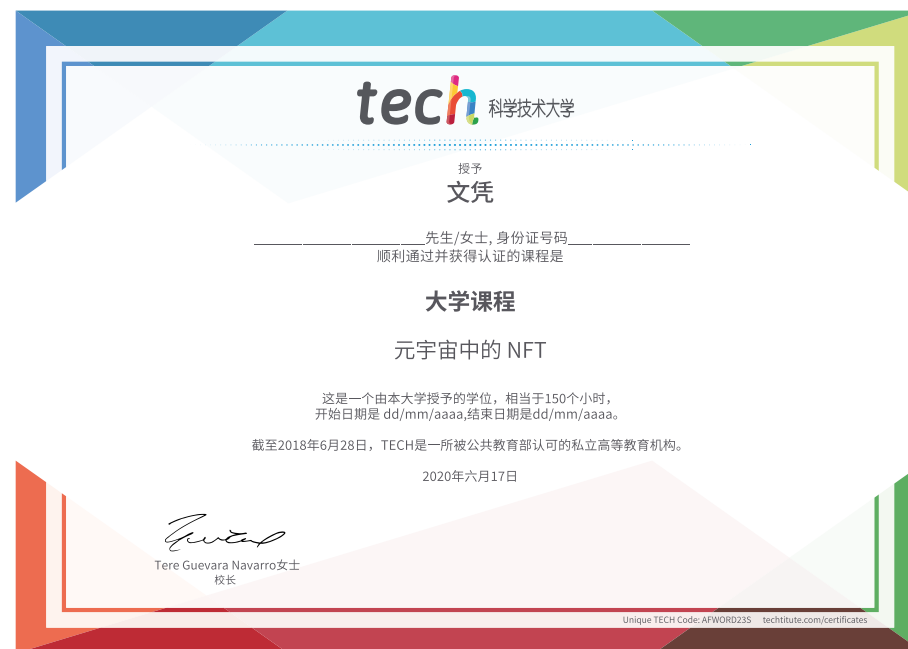 tech 科学技术大学
授予
文凭
先生/女士, 身份证号码
顺利通过并获得认证的课程是
大学课程
元宇宙中的 NFT
这是一个由本大学授予的学位，相当于150个小时，
开始日期是 dd/mm/aaaa,结束日期是dd/mm/aaaa。
截至2018年6月28日，TECH是一所被公共教育部认可的私立高等教育机构。
2020年六月17日
Tere Guevara Navarro女士
校长
Unique TECH Code: AFWORD23S techtitute.com/certificates